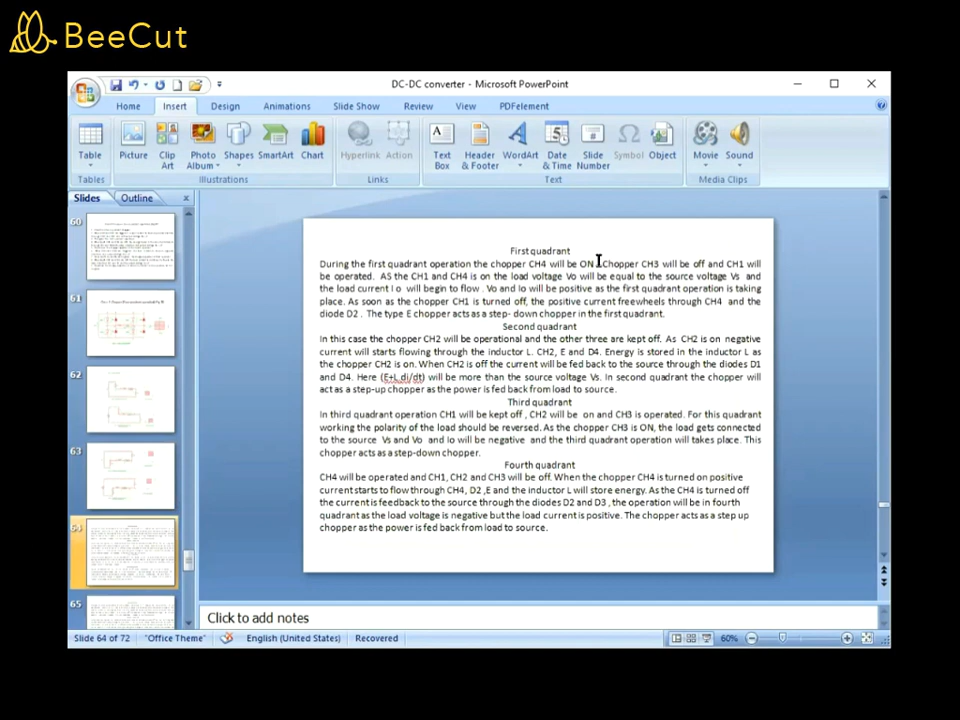 BeeCut
DC-DC converter - Microsoft PowerPoint
Home Insert Design Animations Slide Show Review View PDFelement
Table Picture Clip Art Photo Album Shapes SmartArt Chart Hyperlink Action Text Box Header & Footer WordArt Date & Time Slide Number Symbol Object Movie Sound
Tables Illustrations Links Text Media Clips
Slides Outline
60
61
62
63
64
65
First quadrant
During the first quadrant operation the chopper CH4 will be ON . Chopper CH3 will be off and CH1 will
be operated. AS the CH1 and CH4 is on the load voltage Vo will be equal to the source voltage Vs and
the load current I o will begin to flow . Vo and Io will be positive as the first quadrant operation is taking
place. As soon as the chopper CH1 is turned off, the positive current freewheels through CH4 and the
diode D2 . The type E chopper acts as a step- down chopper in the first quadrant.
Second quadrant
In this case the chopper CH2 will be operational and the other three are kept off. As CH2 is on negative
current will starts flowing through the inductor L. CH2, E and D4. Energy is stored in the inductor L as
the chopper CH2 is on. When CH2 is off the current will be fed back to the source through the diodes D1
and D4. Here (E+L.di/dt) will be more than the source voltage Vs. In second quadrant the chopper will
act as a step-up chopper as the power is fed back from load to source.
Third quadrant
In third quadrant operation CH1 will be kept off , CH2 will be on and CH3 is operated. For this quadrant
working the polarity of the load should be reversed. As the chopper CH3 is ON, the load gets connected
to the source Vs and Vo and Io will be negative and the third quadrant operation will takes place. This
chopper acts as a step-down chopper.
Fourth quadrant
CH4 will be operated and CH1, CH2 and CH3 will be off. When the chopper CH4 is turned on positive
current starts to flow through CH4, D2 ,E and the inductor L will store energy. As the CH4 is turned off
the current is feedback to the source through the diodes D2 and D3 , the operation will be in fourth
quadrant as the load voltage is negative but the load current is positive. The chopper acts as a step up
chopper as the power is fed back from load to source.
Click to add notes
Slide 64 of 72 "Office Theme" English (United States) Recovered 60%